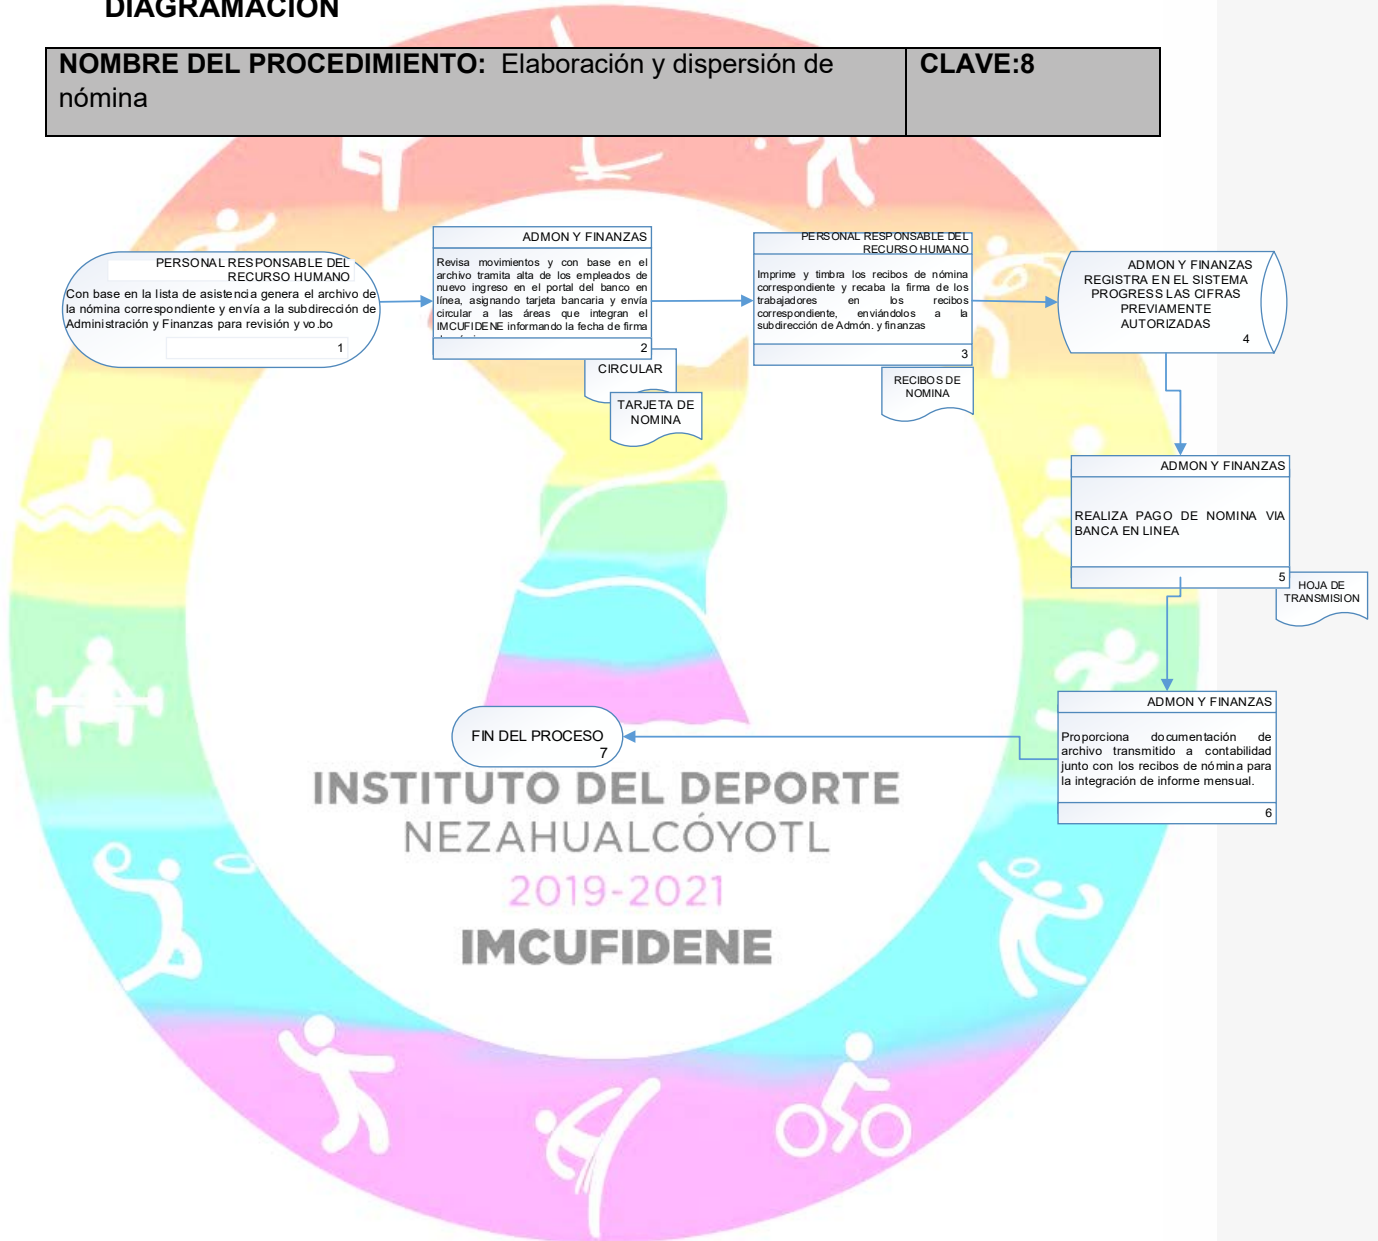 DIAGRAMACIÓN
NOMBRE DEL PROCEDIMIENTO: Elaboración y dispersión de
nómina
CLAVE:8
PERSONAL RESPONSABLE DEL
RECURSO HUMANO
Con base en la lista de asistencia genera el archivo de
la nómina correspondiente y envía a la subdirección de
Administración y Finanzas para revisión y vo.bo
1
ADMON Y FINANZAS
Revisa movimientos y con base en el
archivo tramita alta de los empleados de
nuevo ingreso en el portal del banco en
línea, asignando tarjeta bancaria y envía
circular a las áreas que integran el
IMCUFIDENE informando la fecha de firma
2
CIRCULAR
TARJETA DE
NOMINA
PERSONAL RESPONSABLE DEL
RECURSO HUMANO
Imprime y timbra los recibos de nómina
correspondiente y recaba la firma de los
trabajadores en los recibos
correspondiente, enviándolos a la
subdirección de Admón. y finanzas
3
RECIBOS DE
NOMINA
ADMON Y FINANZAS
REGISTRA EN EL SISTEMA
PROGRESS LAS CIFRAS
PREVIAMENTE
AUTORIZADAS
4
ADMON Y FINANZAS
REALIZA PAGO DE NOMINA VIA
BANCA EN LINEA
5
HOJA DE
TRANSMISION
ADMON Y FINANZAS
Proporciona documentación de
archivo transmitido a contabilidad
junto con los recibos de nómina para
la integración de informe mensual.
6
FIN DEL PROCESO
7
INSTITUTO DEL DEPORTE
NEZAHUALCÓYOTL
2019-2021
IMCUFIDENE